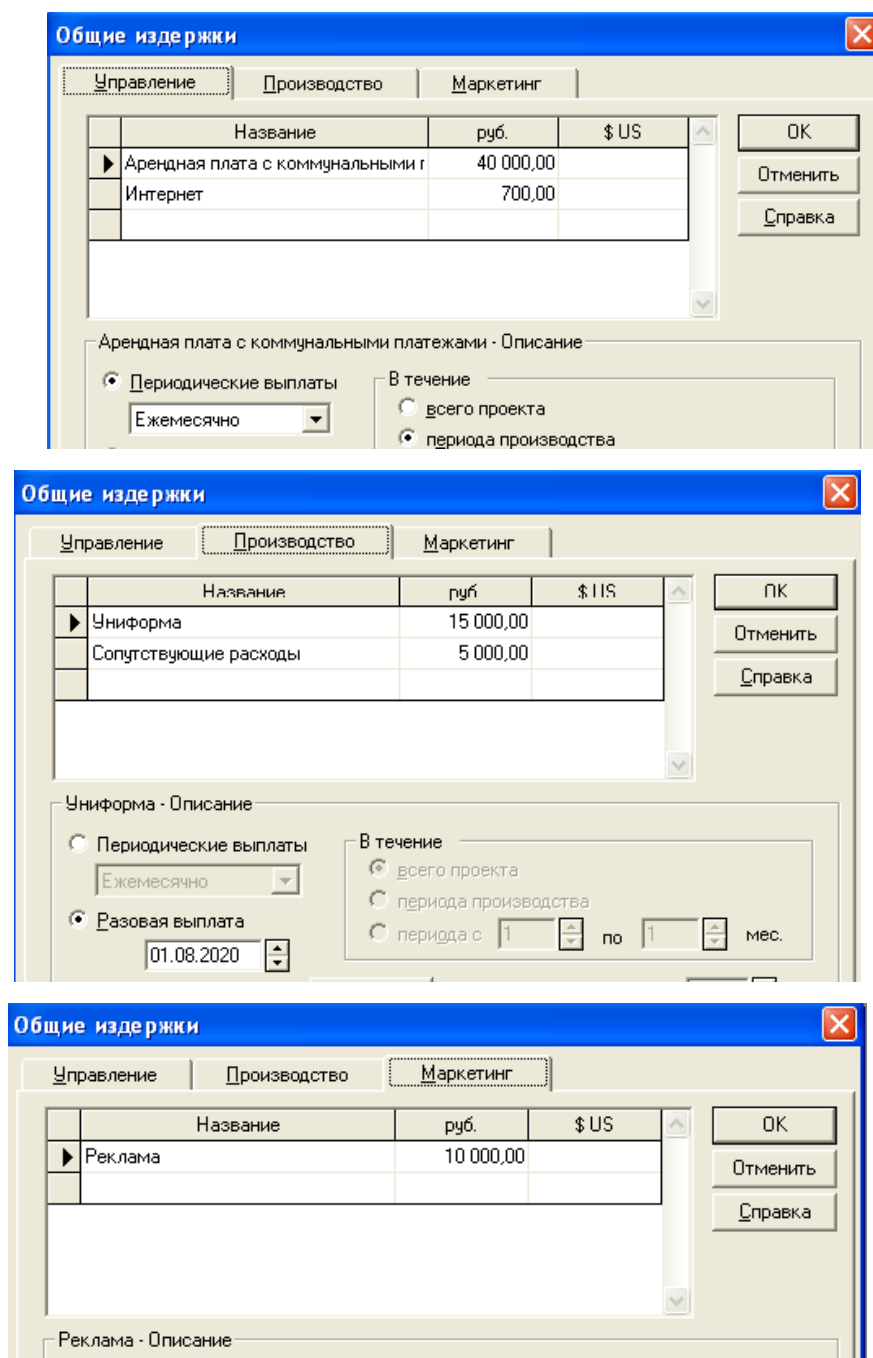 Общие издержки
Управление Производство Маркетинг
Название руб. $ US
Арендная плата с коммунальными г 40 000,00
Интернет 700,00
OK
Отменить
Справка
Арендная плата с коммунальными платежами - Описание
Периодические выплаты
Ежемесячно
В течение
всего проекта
периода производства
Общие издержки
Управление Производство Маркетинг
Название руб $ US
Униформа 15 000,00
Сопутствующие расходы 5 000,00
OK
Отменить
Справка
Униформа - Описание
Периодические выплаты
Ежемесячно
Разовая выплата
01.08.2020
В течение
всего проекта
периода производства
периода с 1 по 1 мес.
Общие издержки
Управление Производство Маркетинг
Название руб. $ US
Реклама 10 000,00
OK
Отменить
Справка
Реклама - Описание